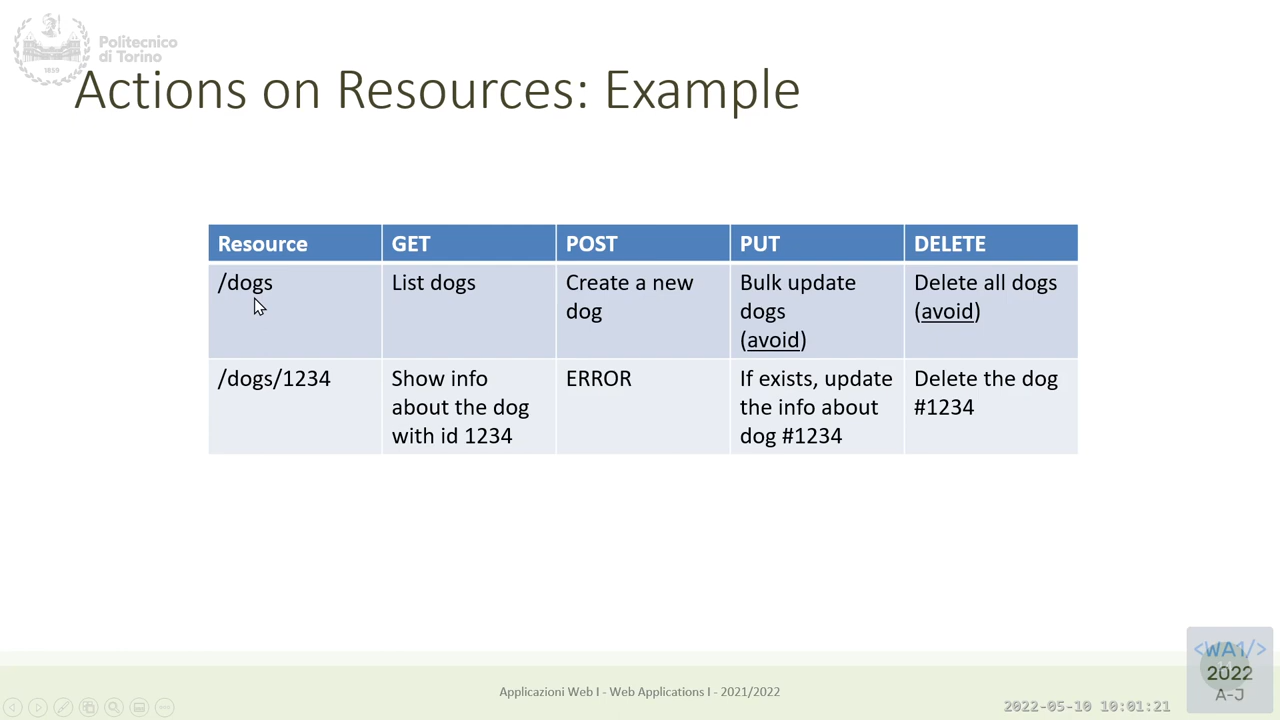 Politecnico
di Torino
1859
Actions on Resources: Example
Resource GET POST PUT DELETE
/dogs List dogs Create a new Bulk update Delete all dogs
dog dogs (avoid)
(avoid)
/dogs/1234 Show info ERROR If exists, update Delete the dog
about the dog the info about #1234
with id 1234 dog #1234
Applicazioni Web I - Web Applications I - 2021/2022
2022-05-10 10:01:21
<WA1/>
2022
A-J